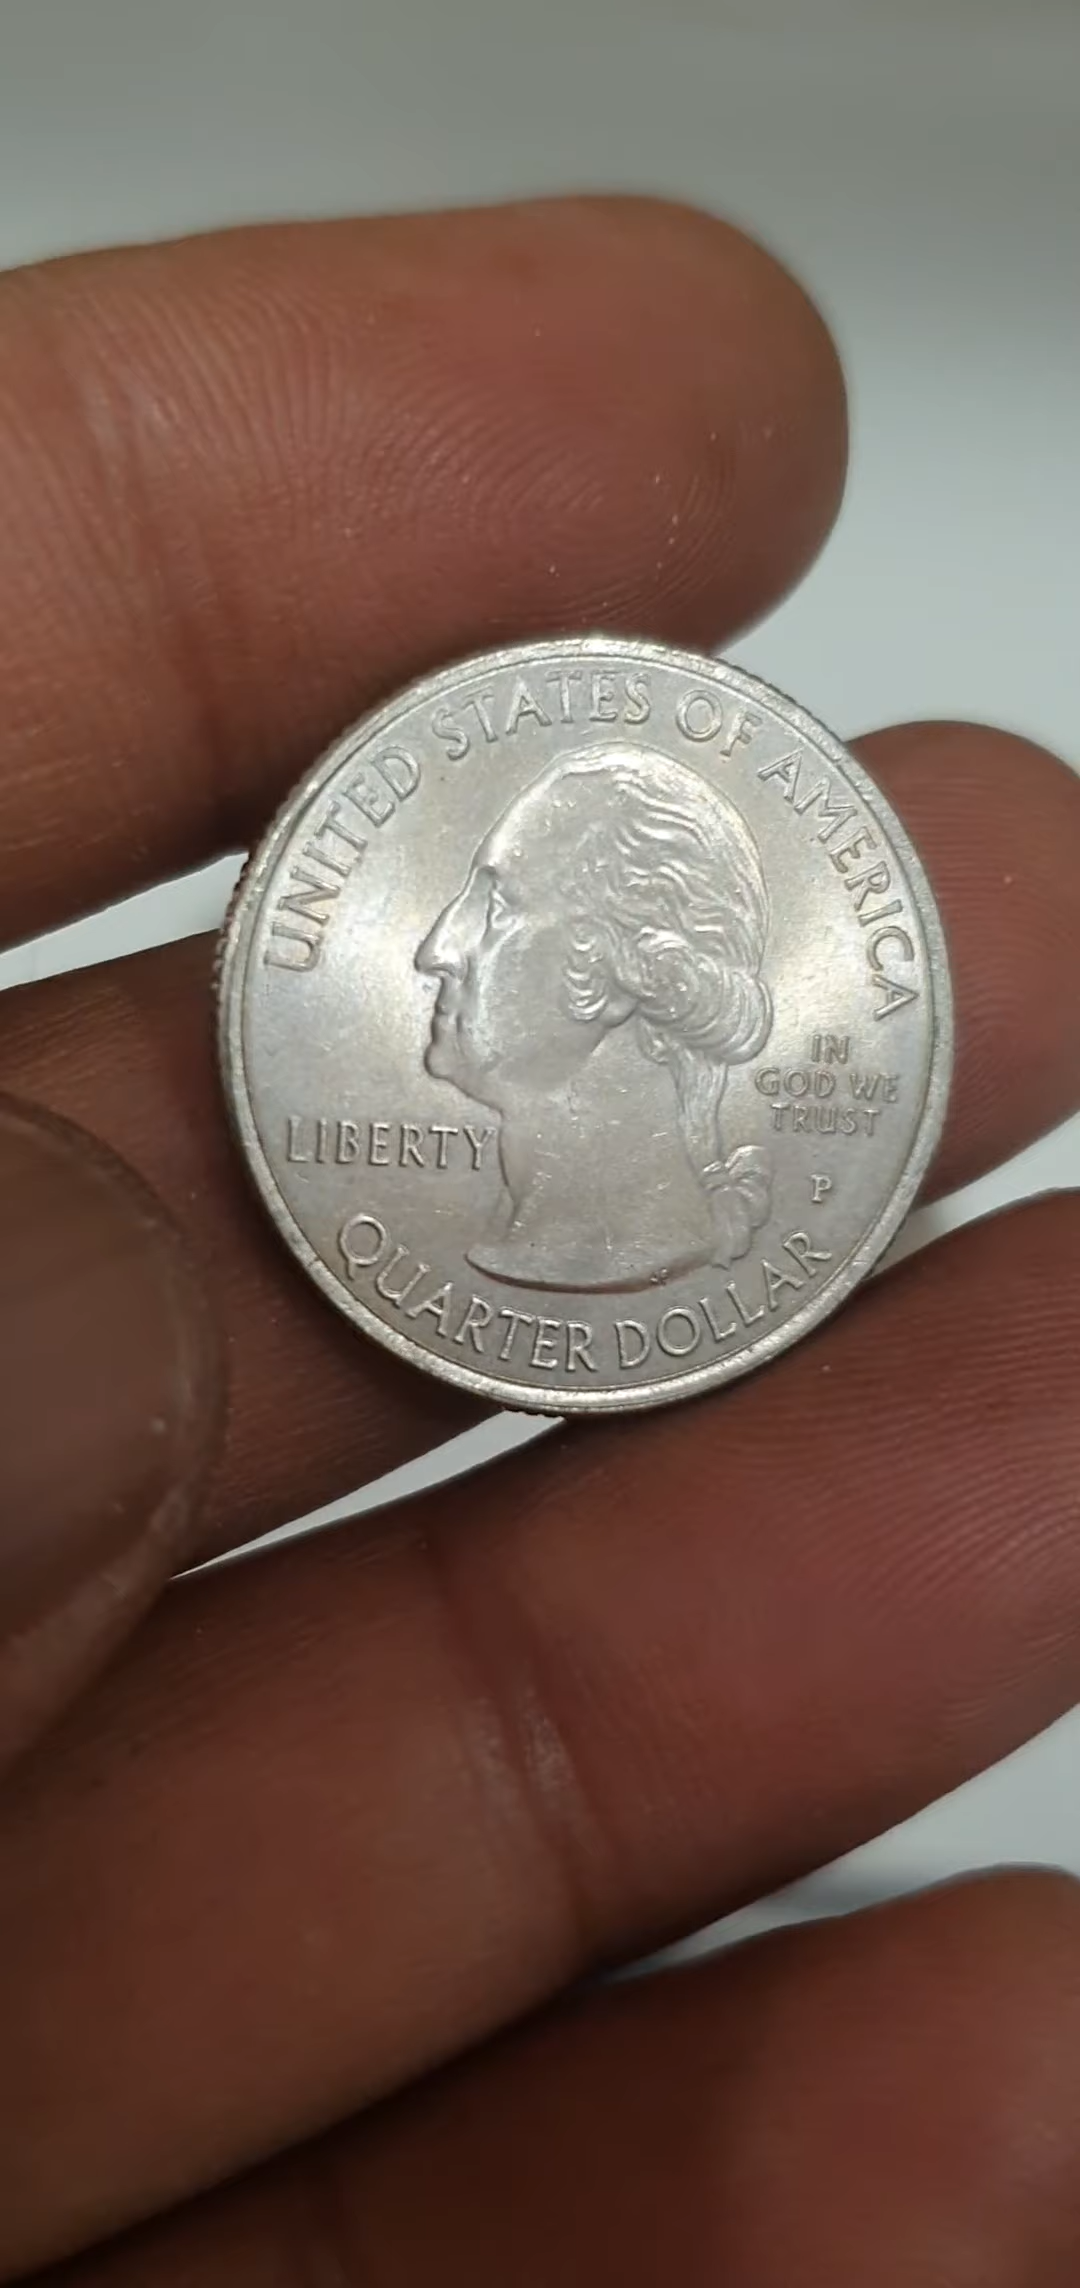 UNITED STATES OF AMERICA
LIBERTY
IN
GOD WE
TRUST
P
QUARTER DOLLAR